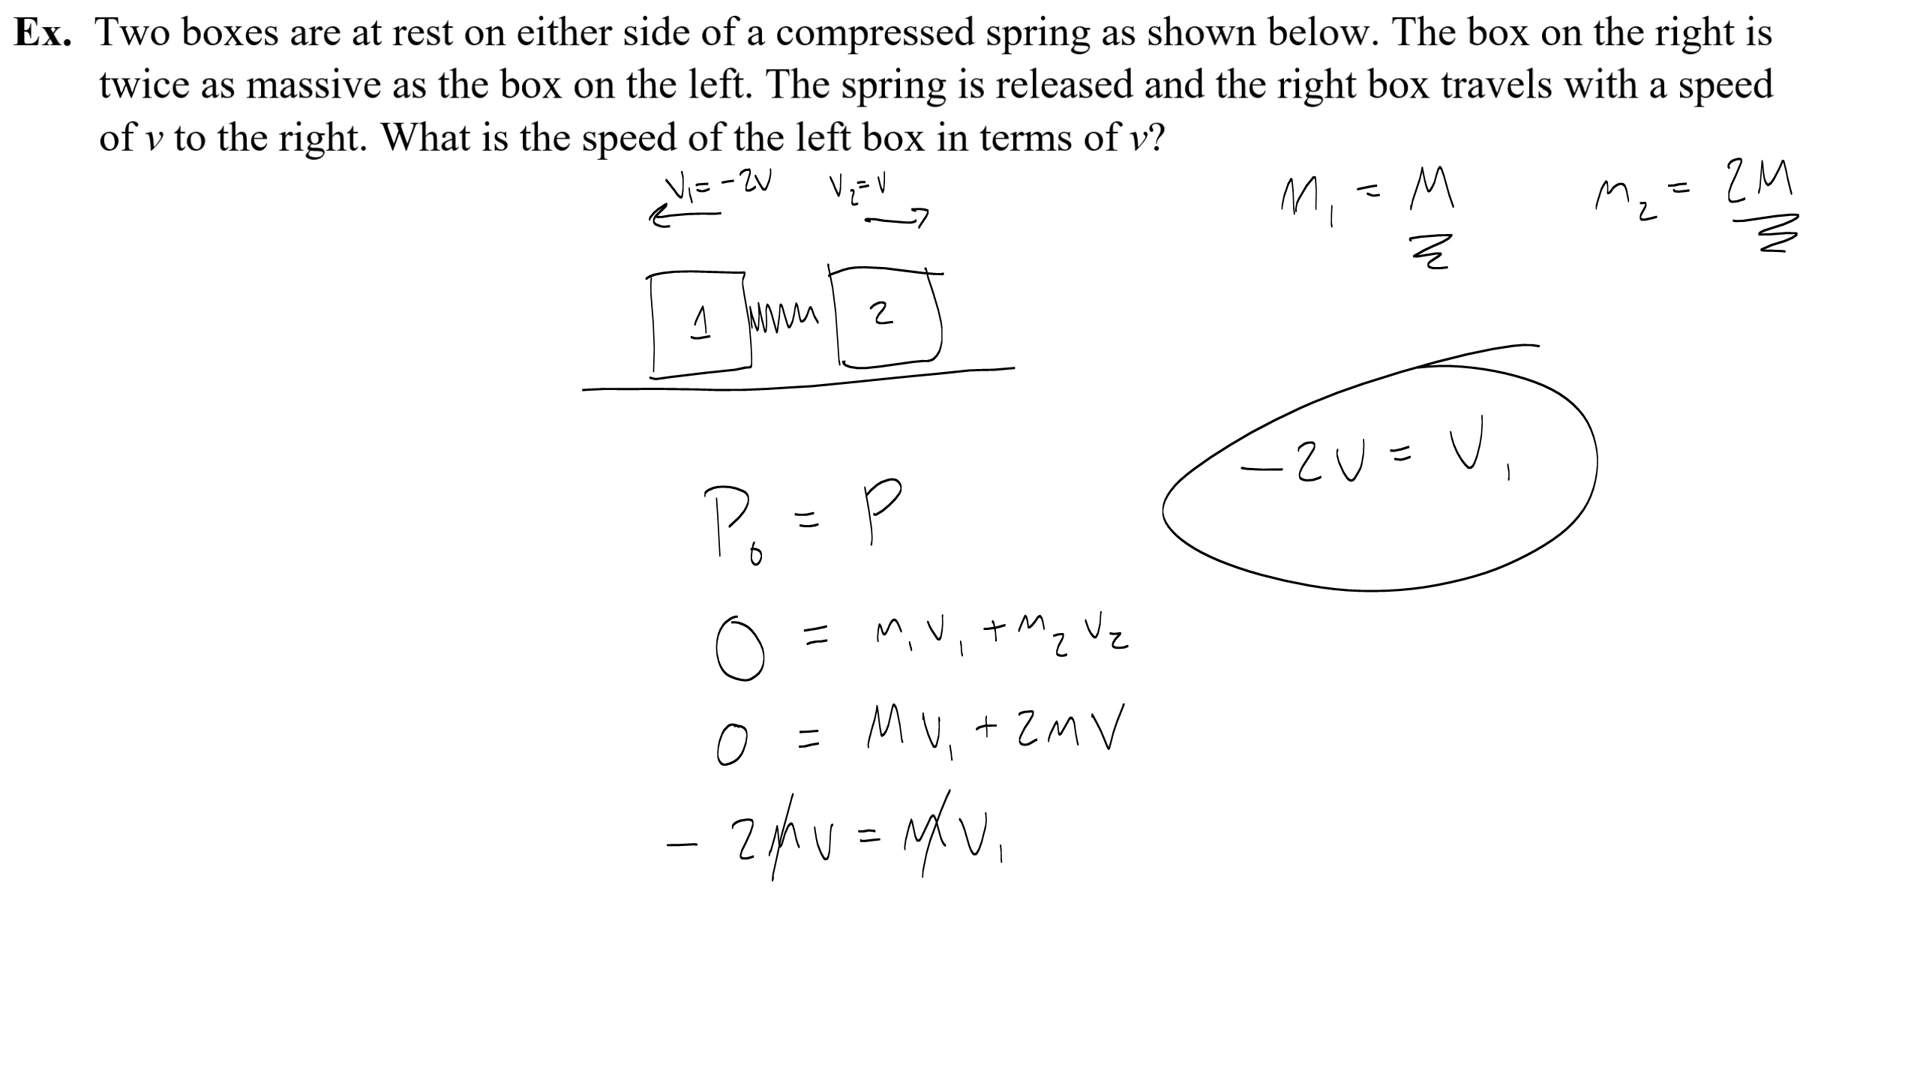 Ex. Two boxes are at rest on either side of a compressed spring as shown below. The box on the right is
twice as massive as the box on the left. The spring is released and the right box travels with a speed
of v to the right. What is the speed of the left box in terms of v?
V₁= -2V V₂= V
M₁ = M m₂ = 2M
1 2
-2V = V₁
P₀ = P
0 = m₁v₁ + m₂v₂
0 = Mv₁ + 2MV
- 2MV = MV₁